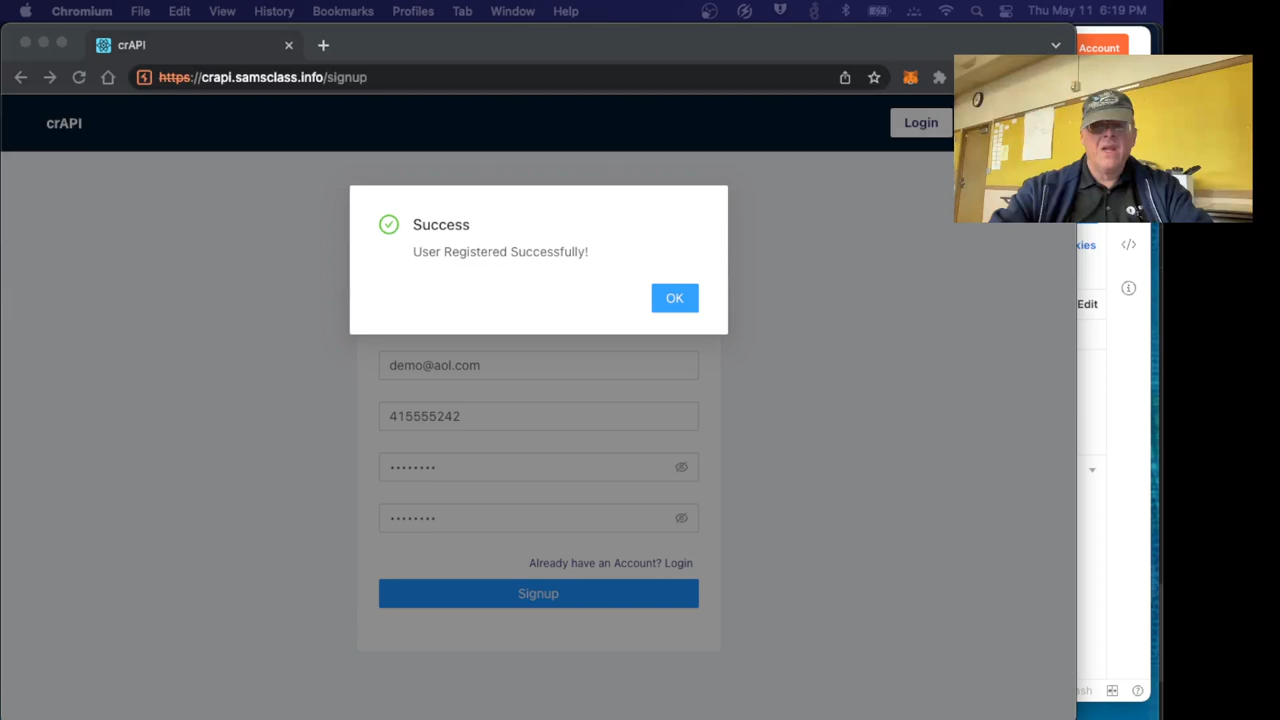 Chromium File Edit View History Bookmarks Profiles Tab Window Help Thu May 11 6:19 PM
crAPI
Account
https://crapi.samsclass.info/signup
crAPI
Login
Success
User Registered Successfully!
OK
kies
Edit
demo@aol.com
415555242
••••••••
••••••••
Already have an Account? Login
Signup